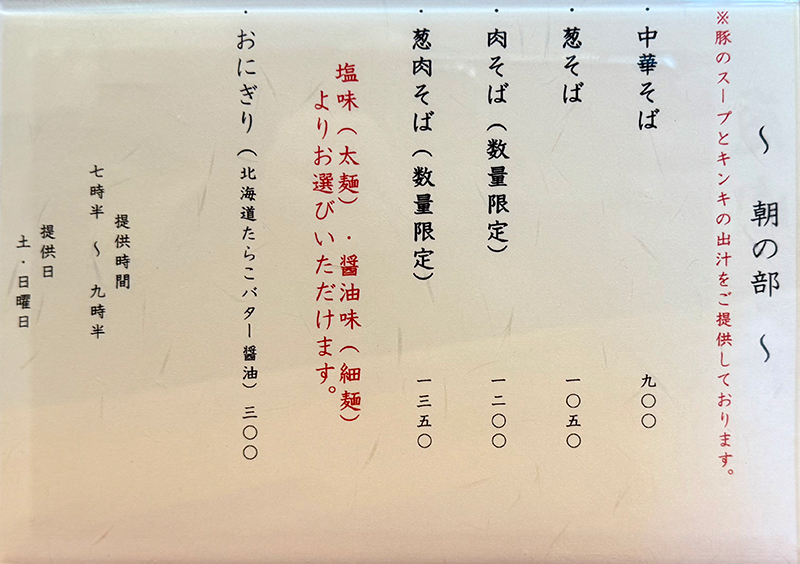 〜 朝の部 〜
※豚のスープとキンキの出汁をご提供しております。
・中華そば 九〇〇
・葱そば 一〇五〇
・肉そば（数量限定） 一二〇〇
・葱肉そば（数量限定） 一三五〇
塩味（太麺）・醤油味（細麺）
よりお選びいただけます。
・おにぎり（北海道たらこバター醤油） 三〇〇
提供時間
七時半 〜 九時半
提供日
土・日曜日